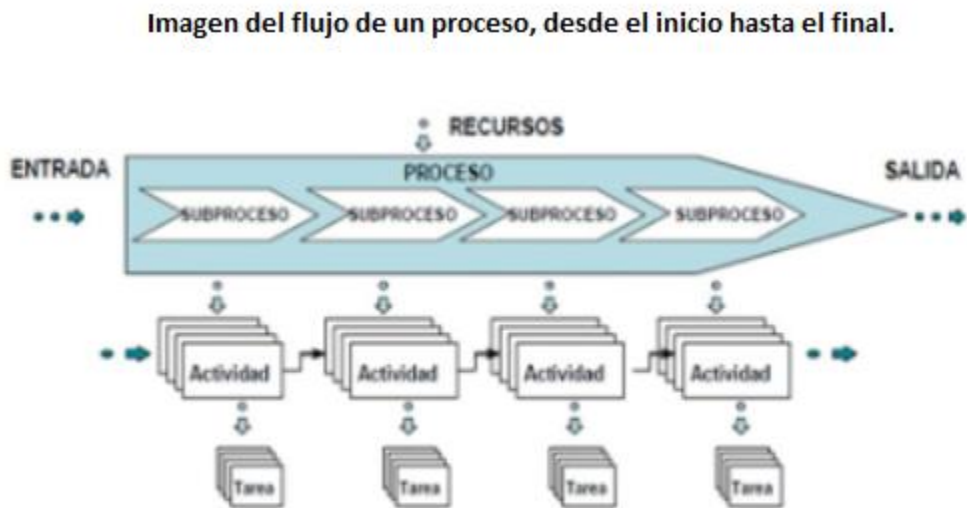 Imagen del flujo de un proceso, desde el inicio hasta el final.
RECURSOS
ENTRADA
PROCESO
SALIDA
SUBPROCESO
SUBPROCESO
SUBPROCESO
SUBPROCESO
Actividad
Actividad
Actividad
Actividad
Tarea
Tarea
Tarea
Tarea